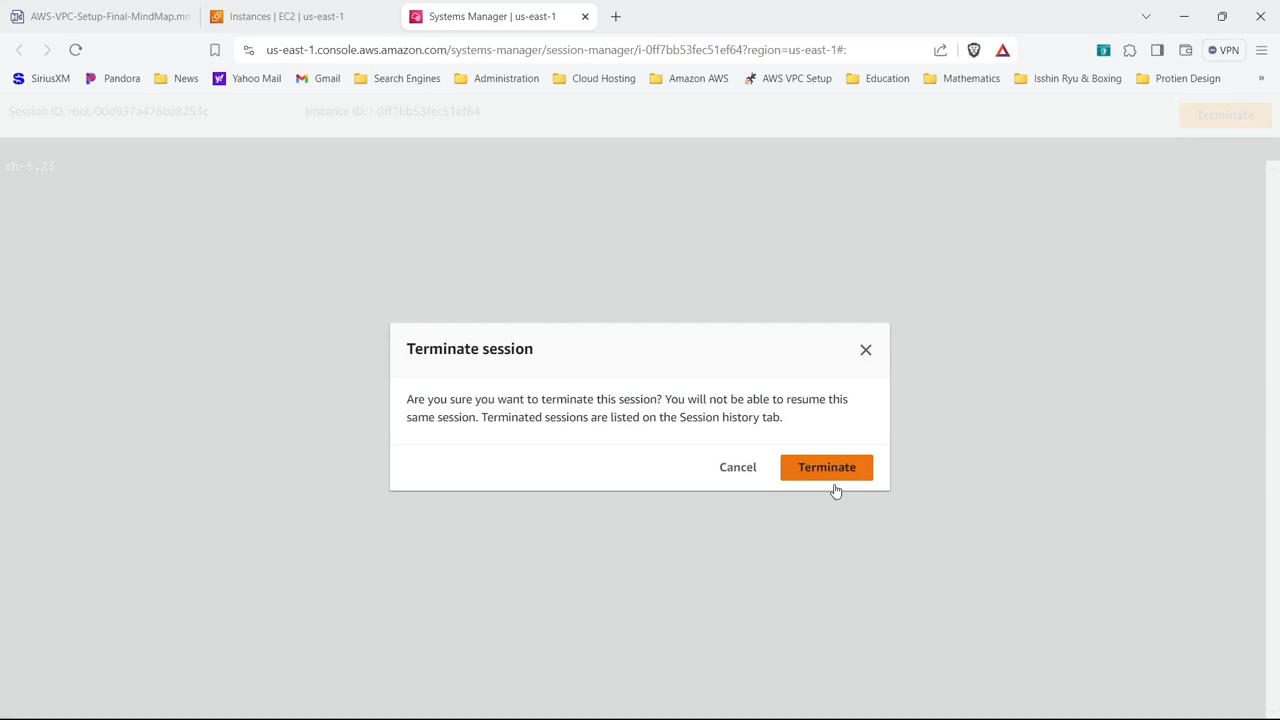 AWS-VPC-Setup-Final-MindMap.mn
Instances | EC2 | us-east-1
Systems Manager | us-east-1
us-east-1.console.aws.amazon.com/systems-manager/session-manager/i-0ff7bb53fec51ef64?region=us-east-1#:
VPN
SiriusXM
Pandora
News
Yahoo Mail
Gmail
Search Engines
Administration
Cloud Hosting
Amazon AWS
AWS VPC Setup
Education
Mathematics
Isshin Ryu & Boxing
Protien Design
»
Session ID: root-00d937a476ba8253c
Instance ID: i-0ff7bb53fec51ef64
Terminate
sh-5.2$
Terminate session
Are you sure you want to terminate this session? You will not be able to resume this
same session. Terminated sessions are listed on the Session history tab.
Cancel
Terminate